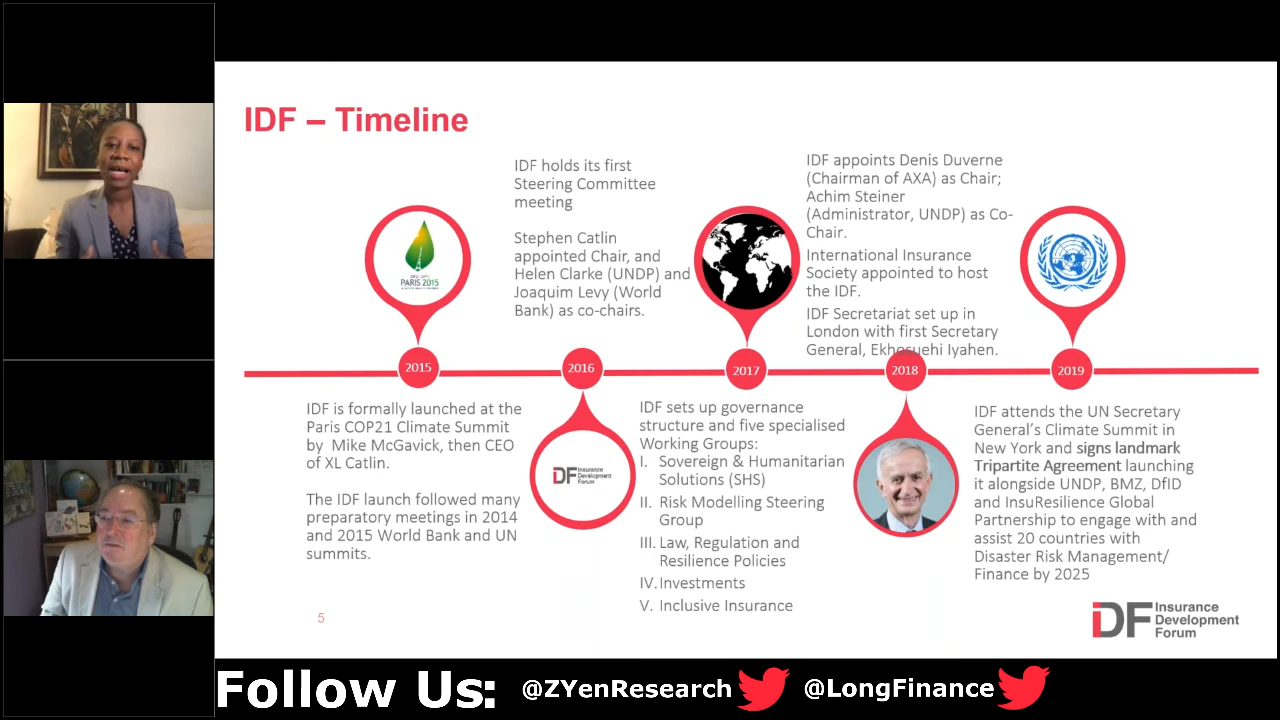 IDF – Timeline
IDF holds its first
Steering Committee
meeting
Stephen Catlin
appointed Chair, and
Helen Clarke (UNDP) and
Joaquim Levy (World
Bank) as co-chairs.
IDF appoints Denis Duverne
(Chairman of AXA) as Chair;
Achim Steiner
(Administrator, UNDP) as Co-
Chair.
International Insurance
Society appointed to host
the IDF.
IDF Secretariat set up in
London with first Secretary
General, Ekhosuehi Iyahen.
PARIS 2015
2015
2016
2017
2018
2019
IDF is formally launched at the
Paris COP21 Climate Summit
by Mike McGavick, then CEO
of XL Catlin.
The IDF launch followed many
preparatory meetings in 2014
and 2015 World Bank and UN
summits.
IDF Insurance
Development
Forum
IDF sets up governance
structure and five specialised
Working Groups:
I. Sovereign & Humanitarian
Solutions (SHS)
II. Risk Modelling Steering
Group
III. Law, Regulation and
Resilience Policies
IV. Investments
V. Inclusive Insurance
IDF attends the UN Secretary
General's Climate Summit in
New York and signs landmark
Tripartite Agreement launching
it alongside UNDP, BMZ, DfID
and InsuResilience Global
Partnership to engage with and
assist 20 countries with
Disaster Risk Management/
Finance by 2025
5
IDF Insurance
Development
Forum
Follow Us: @ZYenResearch @LongFinance